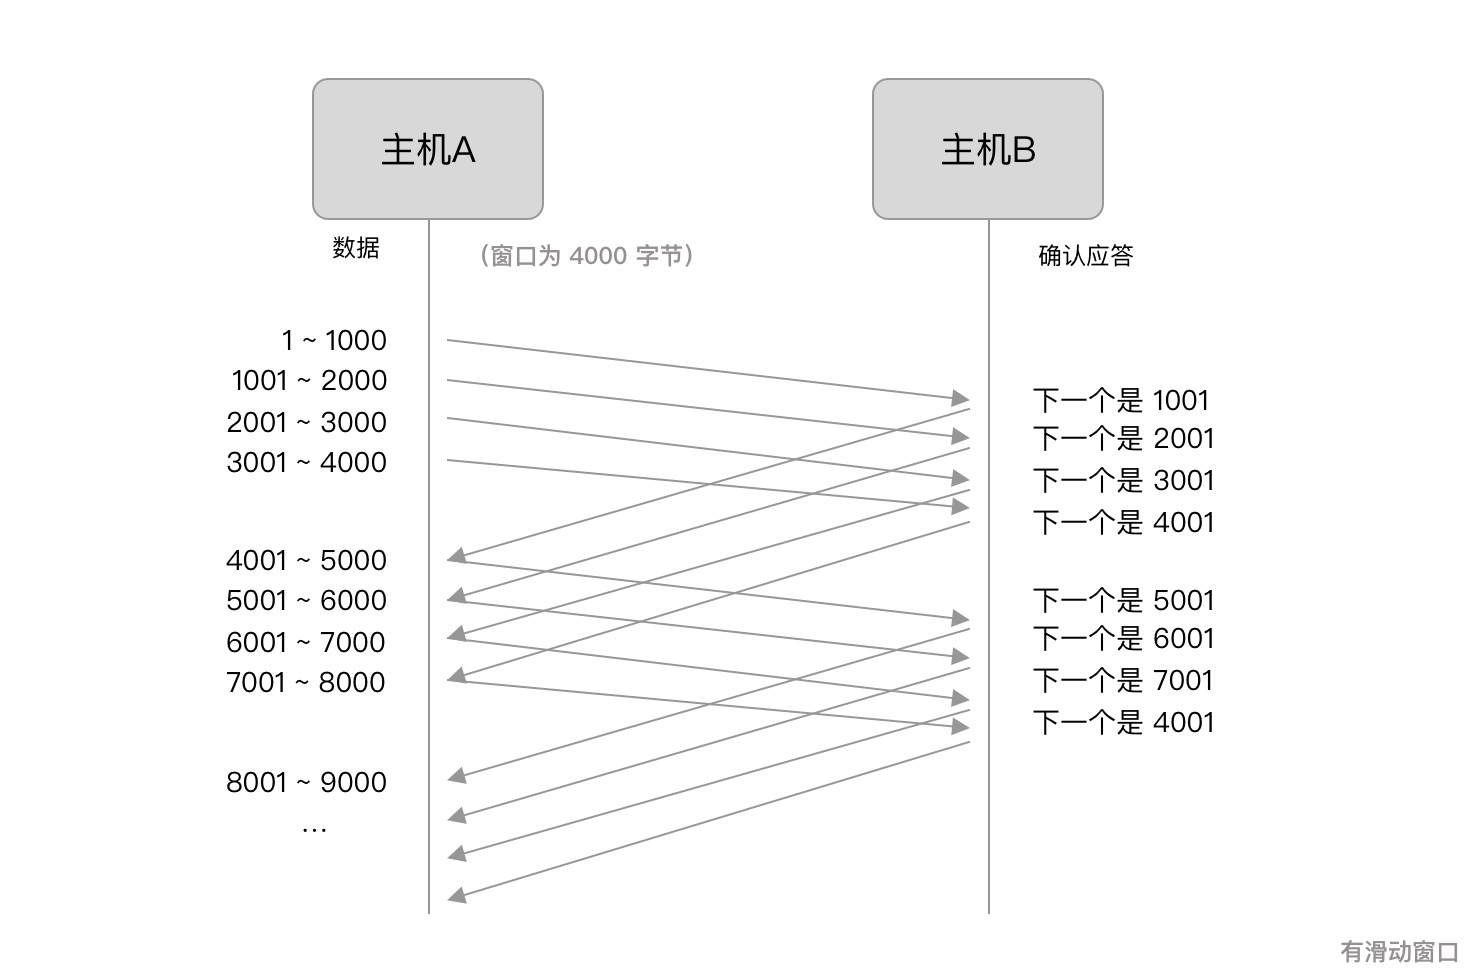 主机A
主机B
数据
（窗口为 4000 字节）
确认应答
1 ~ 1000
1001 ~ 2000
下一个是 1001
2001 ~ 3000
下一个是 2001
3001 ~ 4000
下一个是 3001
下一个是 4001
4001 ~ 5000
5001 ~ 6000
下一个是 5001
6001 ~ 7000
下一个是 6001
7001 ~ 8000
下一个是 7001
下一个是 4001
8001 ~ 9000
...
有滑动窗口